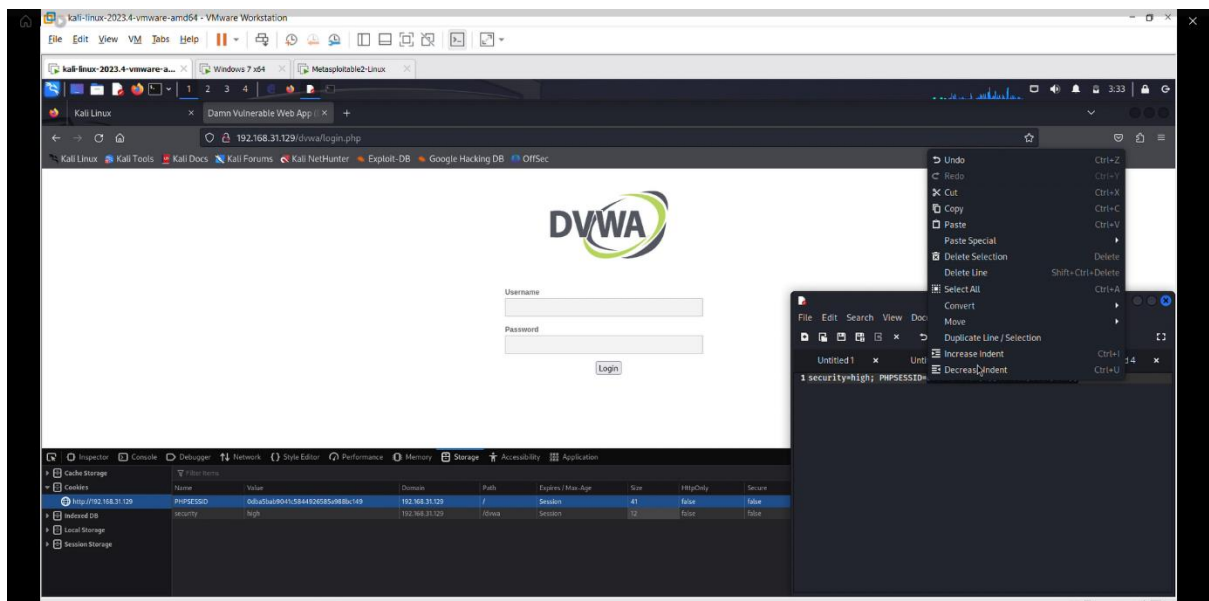 kali-linux-2023.4-vmware-amd64 - VMware Workstation
File Edit View VM Tabs Help
kali-linux-2023.4-vmware-a... Windows 7 x64 Metasploitable2-Linux
1 2 3 4 3:33
Kali Linux Damn Vulnerable Web App
192.168.31.129/dvwa/login.php
Kali Linux Kali Tools Kali Docs Kali Forums Kali NetHunter Exploit-DB Google Hacking DB OffSec
DVWA
Username
Password
Login
Undo Ctrl+Z
Redo Ctrl+Y
Cut Ctrl+X
Copy Ctrl+C
Paste Ctrl+V
Paste Special
Delete Selection Delete
Delete Line Shift+Ctrl+Delete
Select All Ctrl+A
Convert
Move
Duplicate Line / Selection
Increase Indent Ctrl+I
Decrease Indent Ctrl+U
File Edit Search View
Untitled 1
1 security=high; PHPSESSID=
Inspector Console Debugger Network Style Editor Performance Memory Storage Accessibility Application
Cache Storage Filter Items
Cookies Name Value Domain Path Expires / Max-Age Size HttpOnly Secure
http://192.168.31.129 PHPSESSID 192.168.31.129 / Session 41 false false
Indexed DB security high 192.168.31.129 /dvwa Session 12 false false
Local Storage
Session Storage